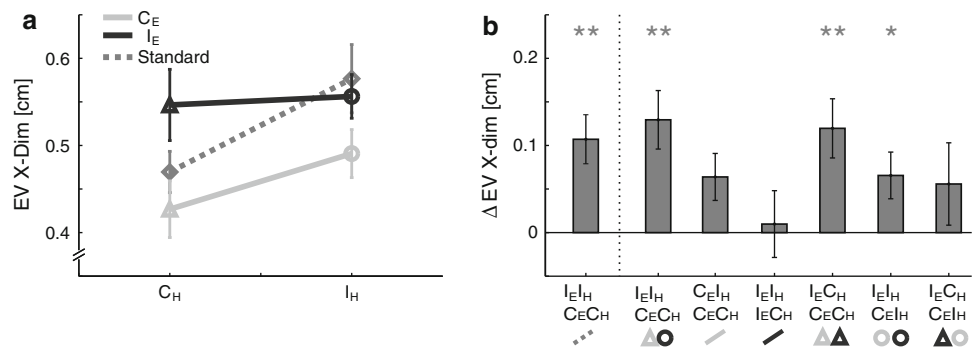 a
C_E
I_E
Standard
EV X-Dim [cm]
0.6
0.5
0.4
C_H
I_H
b
** ** ** *
Δ EV X-dim [cm]
0.2
0.1
0
I_EI_H I_EI_H C_EI_H I_EI_H I_EC_H I_EI_H I_EC_H
C_EC_H C_EC_H C_EC_H I_EC_H C_EC_H C_EI_H C_EI_H